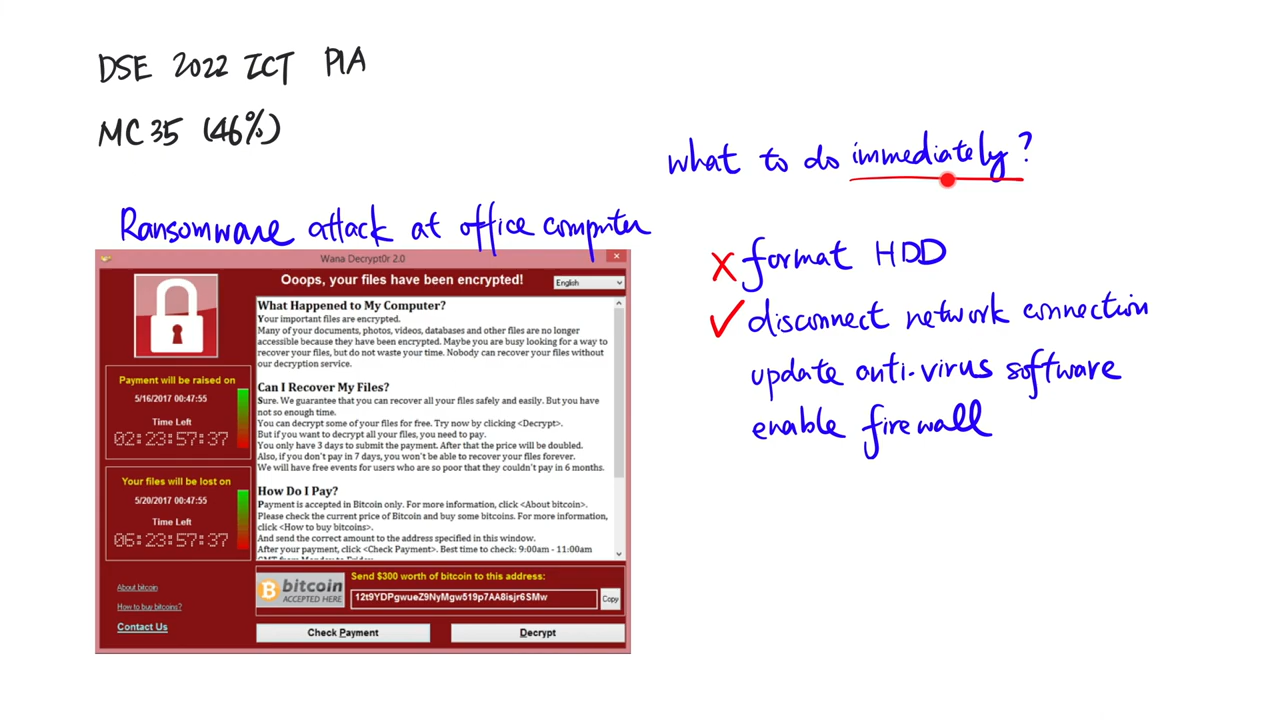 DSE 2022 ICT P1A
MC 35 (46%)
what to do immediately?
Ransomware attack at office computer
format HDD
disconnect network connection
update anti-virus software
enable firewall
Wana Decrypt0r 2.0
Ooops, your files have been encrypted!
English
What Happened to My Computer?
Your important files are encrypted.
Many of your documents, photos, videos, databases and other files are no longer
accessible because they have been encrypted. Maybe you are busy looking for a way to
recover your files, but do not waste your time. Nobody can recover your files without
our decryption service.
Can I Recover My Files?
Sure. We guarantee that you can recover all your files safely and easily. But you have
not so enough time.
You can decrypt some of your files for free. Try now by clicking <Decrypt>.
But if you want to decrypt all your files, you need to pay.
You only have 3 days to submit the payment. After that the price will be doubled.
Also, if you don't pay in 7 days, you won't be able to recover your files forever.
We will have free events for users who are so poor that they couldn't pay in 6 months.
How Do I Pay?
Payment is accepted in Bitcoin only. For more information, click <About bitcoin>.
Please check the current price of Bitcoin and buy some bitcoins. For more information,
click <How to buy bitcoins>.
And send the correct amount to the address specified in this window.
After your payment, click <Check Payment>. Best time to check: 9:00am - 11:00am
GMT from Monday to Friday.
Payment will be raised on
5/16/2017 00:47:55
Time Left
02:23:57:37
Your files will be lost on
5/20/2017 00:47:55
Time Left
06:23:57:37
About bitcoin
How to buy bitcoins?
Contact Us
bitcoin
ACCEPTED HERE
Send $300 worth of bitcoin to this address:
12t9YDPgwueZ9NyMgw519p7AA8isjr6SMw
Copy
Check Payment
Decrypt